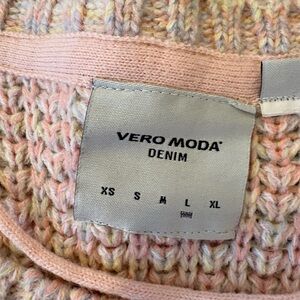 VERO MODA
DENIM
XS S M L XL